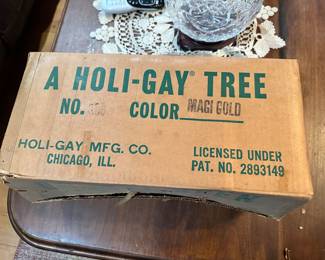 A HOLI-GAY® TREE
NO. COLOR MAGI GOLD
HOLI-GAY MFG. CO.
CHICAGO, ILL.
LICENSED UNDER
PAT. NO. 2893149